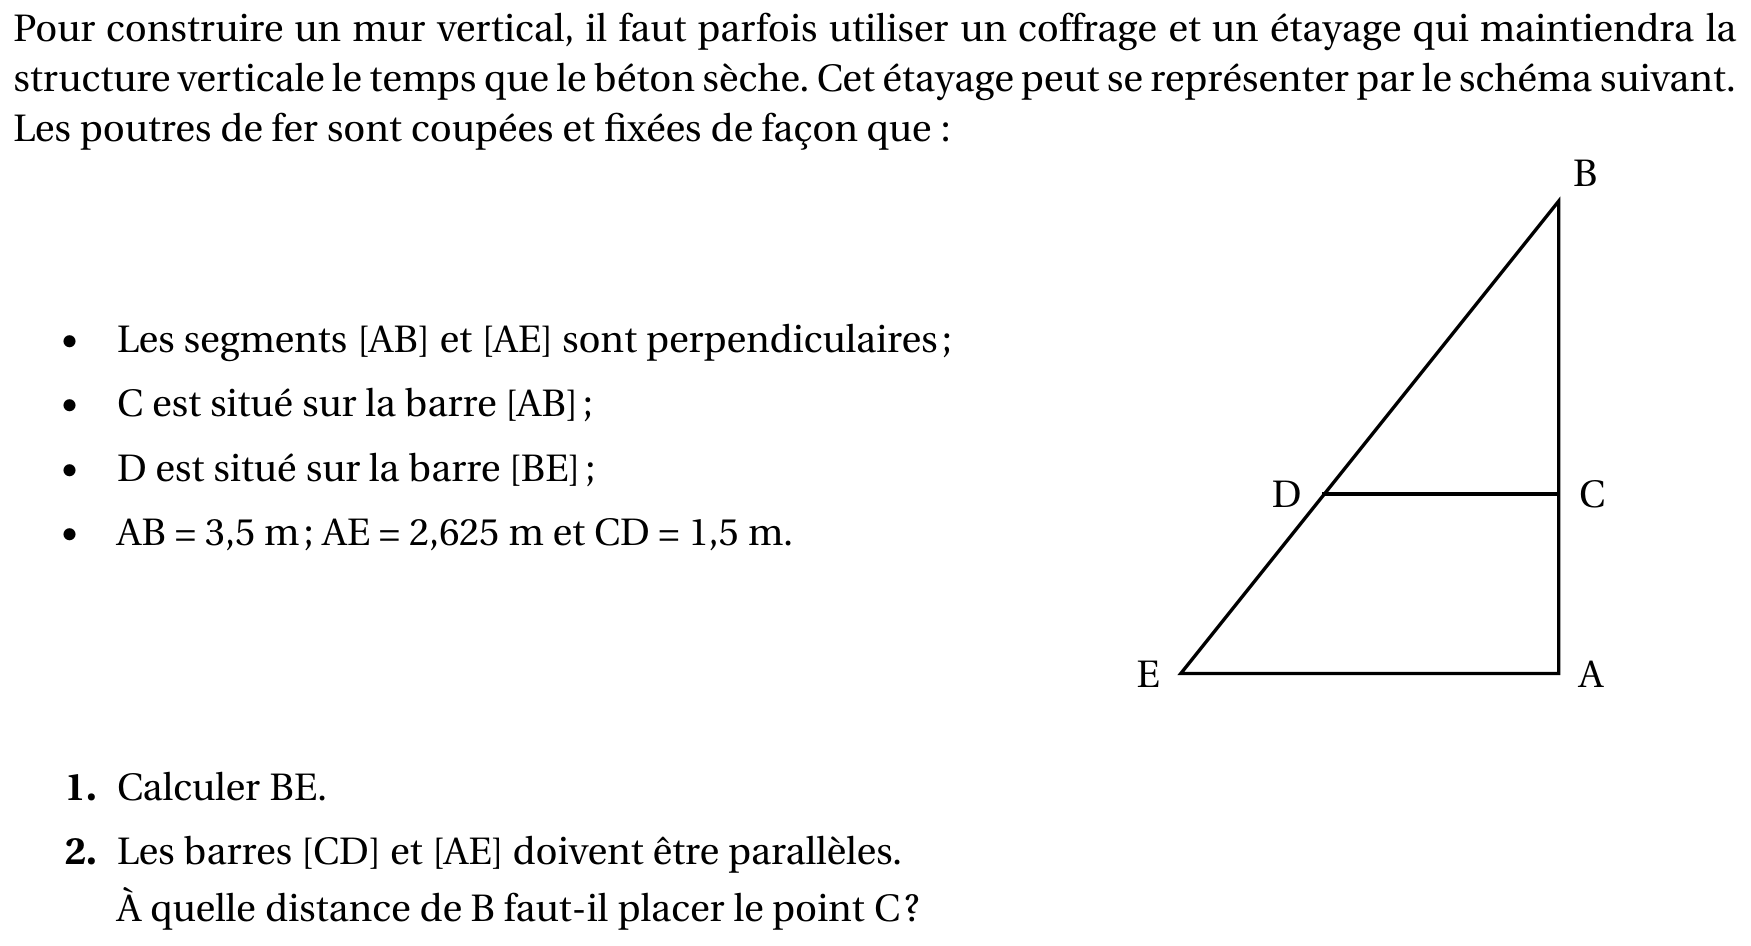 Pour construire un mur vertical, il faut parfois utiliser un coffrage et un étayage qui maintiendra la
structure verticale le temps que le béton sèche. Cet étayage peut se représenter par le schéma suivant.
Les poutres de fer sont coupées et fixées de façon que :
B
• Les segments [AB] et [AE] sont perpendiculaires ;
• C est situé sur la barre [AB] ;
• D est situé sur la barre [BE] ;
D C
• AB = 3,5 m ; AE = 2,625 m et CD = 1,5 m.
E A
1. Calculer BE.
2. Les barres [CD] et [AE] doivent être parallèles.
À quelle distance de B faut-il placer le point C ?